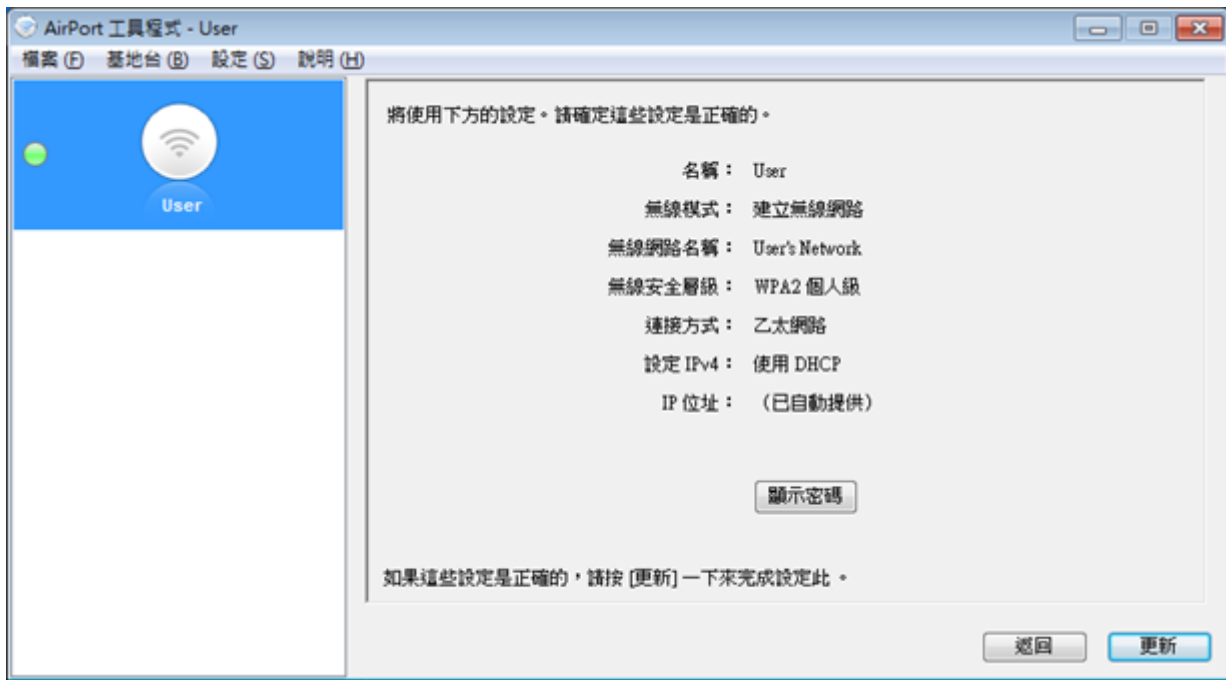 AirPort 工具程式 - User
檔案 (F) 基地台 (B) 設定 (S) 說明 (H)
User
將使用下方的設定。請確定這些設定是正確的。
名稱： User
無線模式： 建立無線網路
無線網路名稱： User's Network
無線安全層級： WPA2 個人級
連接方式： 乙太網路
設定 IPv4： 使用 DHCP
IP 位址： （已自動提供）
顯示密碼
如果這些設定是正確的，請按 [更新] 一下來完成設定此 。
返回 更新